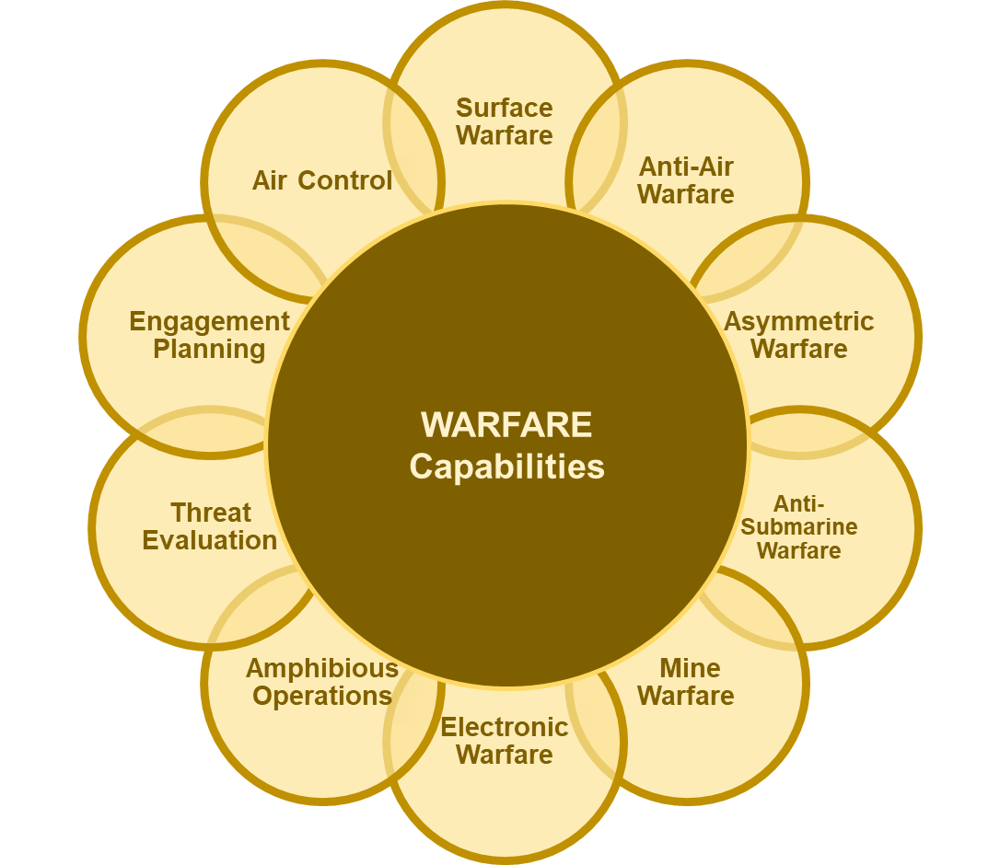 Surface
Warfare
Anti-Air
Warfare
Asymmetric
Warfare
Anti-
Submarine
Warfare
Mine
Warfare
Electronic
Warfare
Amphibious
Operations
Threat
Evaluation
Engagement
Planning
Air Control
WARFARE
Capabilities